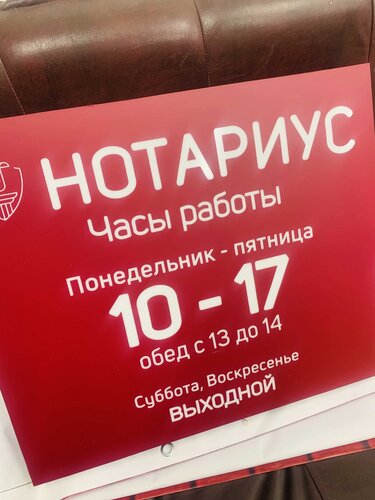 НОТАРИУС
Часы работы
Понедельник - пятница
10 - 17
обед с 13 до 14
Суббота, Воскресенье
ВЫХОДНОЙ